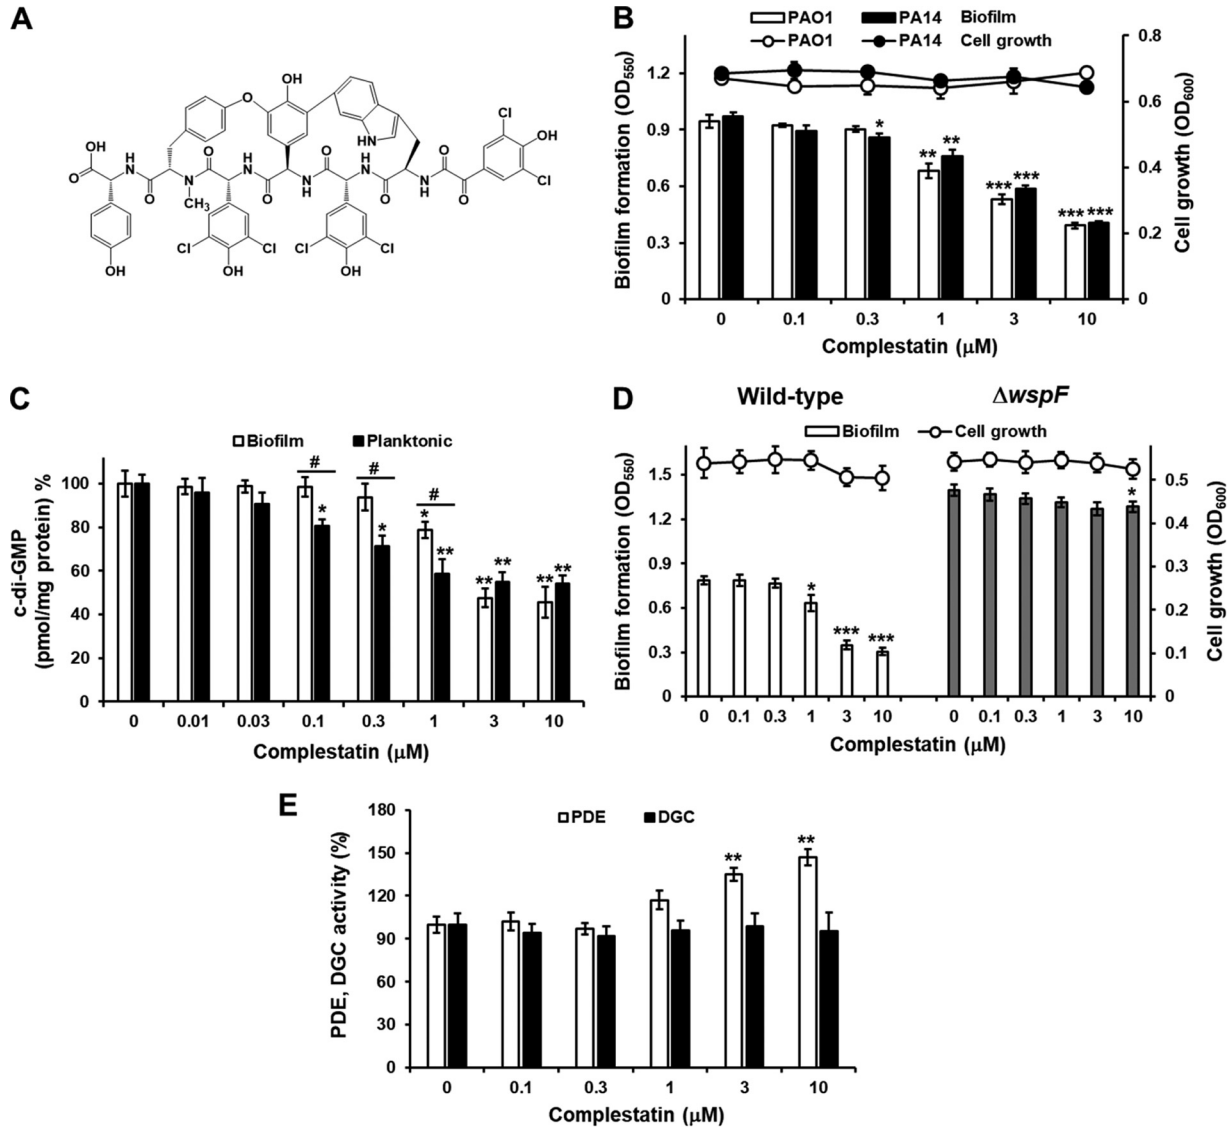 A
OH
O
Cl
OH
Cl
HN
OH
O
H
N
O
N
CH3
O
H
N
O
N
H
O
H
N
O
N
H
O
O
Cl
Cl
OH
Cl
Cl
OH
OH
B
PAO1 PA14 Biofilm
PAO1 PA14 Cell growth
Biofilm formation (OD550)
1.2
0.9
0.6
0.3
0
0.8
0.6
0.4
0.2
0
Cell growth (OD600)
* ** ** *** *** *** ***
0 0.1 0.3 1 3 10
Complestatin (μM)
C
Biofilm Planktonic
c-di-GMP
(pmol/mg protein) %
100
80
60
40
20
0
# # #
* * * ** ** ** ** **
0 0.01 0.03 0.1 0.3 1 3 10
Complestatin (μM)
D
Wild-type ΔwspF
Biofilm Cell growth
Biofilm formation (OD550)
1.5
1.2
0.9
0.6
0.3
0
0.5
0.4
0.3
0.2
0.1
0
Cell growth (OD600)
* *** *** *
0 0.1 0.3 1 3 10 0 0.1 0.3 1 3 10
Complestatin (μM)
E
PDE DGC
PDE, DGC activity (%)
180
150
120
90
60
30
0
** **
0 0.1 0.3 1 3 10
Complestatin (μM)